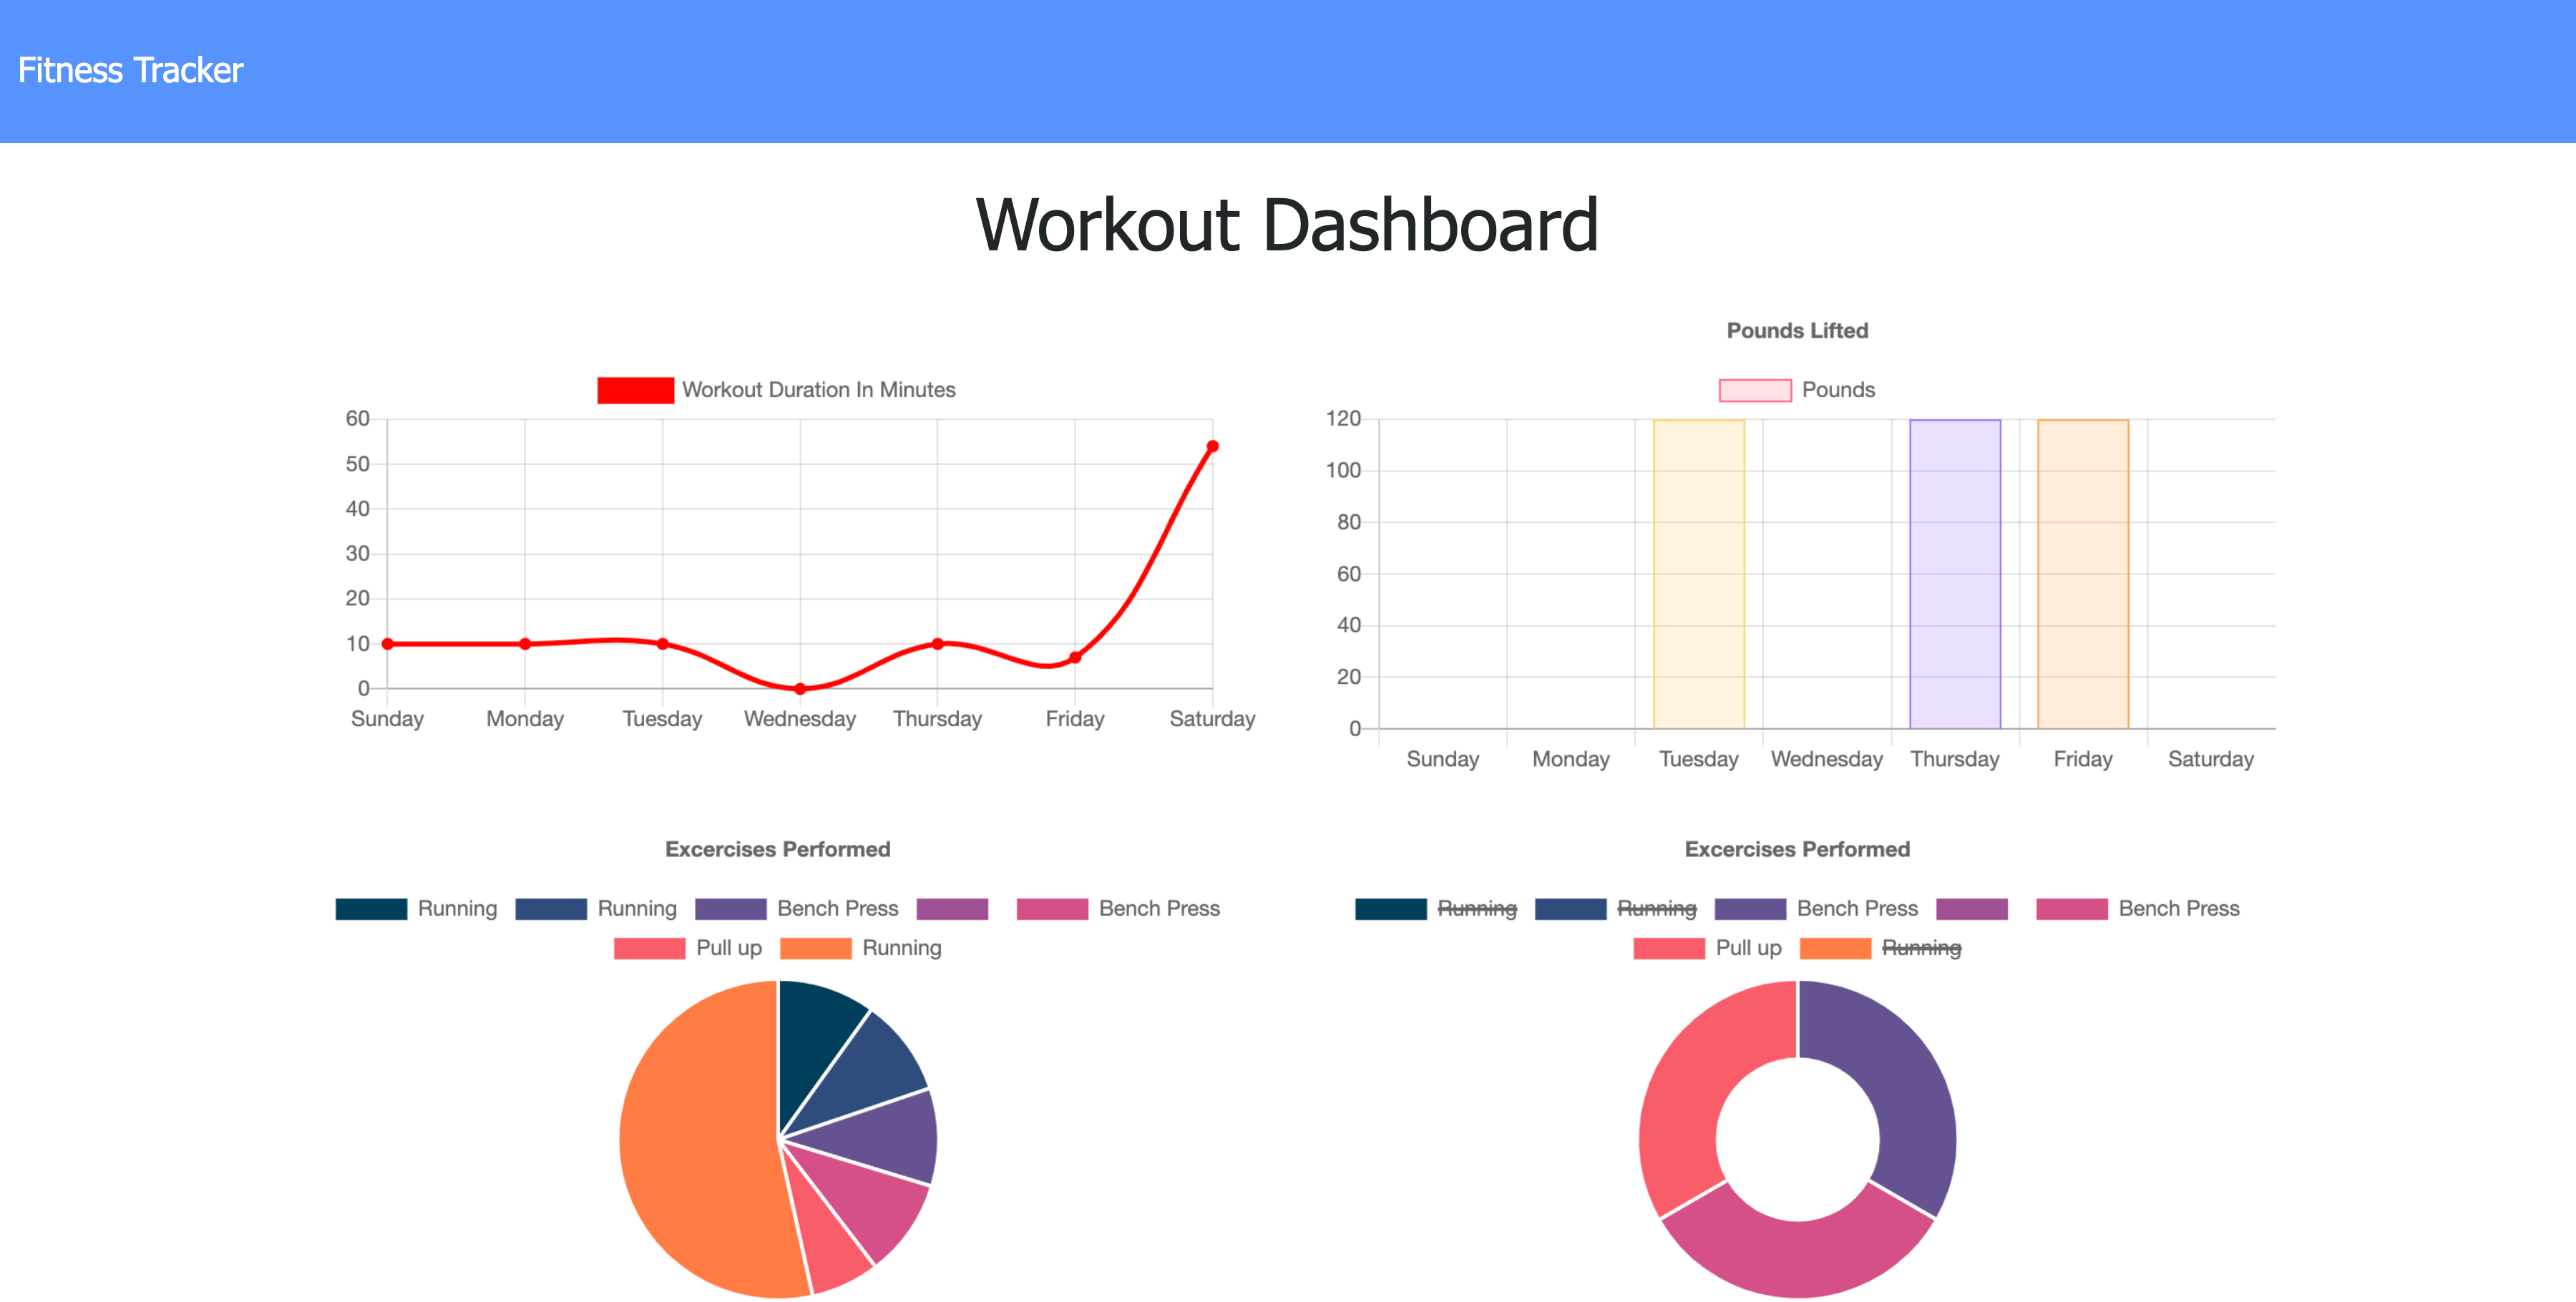 Fitness Tracker
Workout Dashboard
Workout Duration In Minutes
60
50
40
30
20
10
0
Sunday Monday Tuesday Wednesday Thursday Friday Saturday
Pounds Lifted
Pounds
120
100
80
60
40
20
0
Sunday Monday Tuesday Wednesday Thursday Friday Saturday
Excercises Performed
Running Running Bench Press Bench Press
Pull up Running
Excercises Performed
Running Running Bench Press Bench Press
Pull up Running